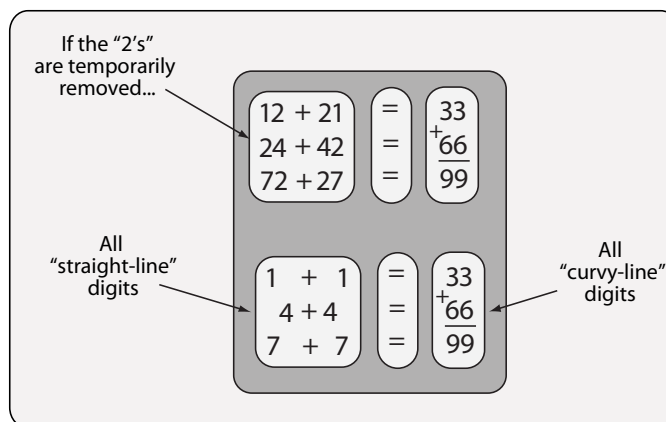 If the “2’s”
are temporarily
removed...
12 + 21 = 33
24 + 42 = +66
72 + 27 = 99
All
“straight-line”
digits
1 + 1 = 33
4 + 4 = +66
7 + 7 = 99
All
“curvy-line”
digits